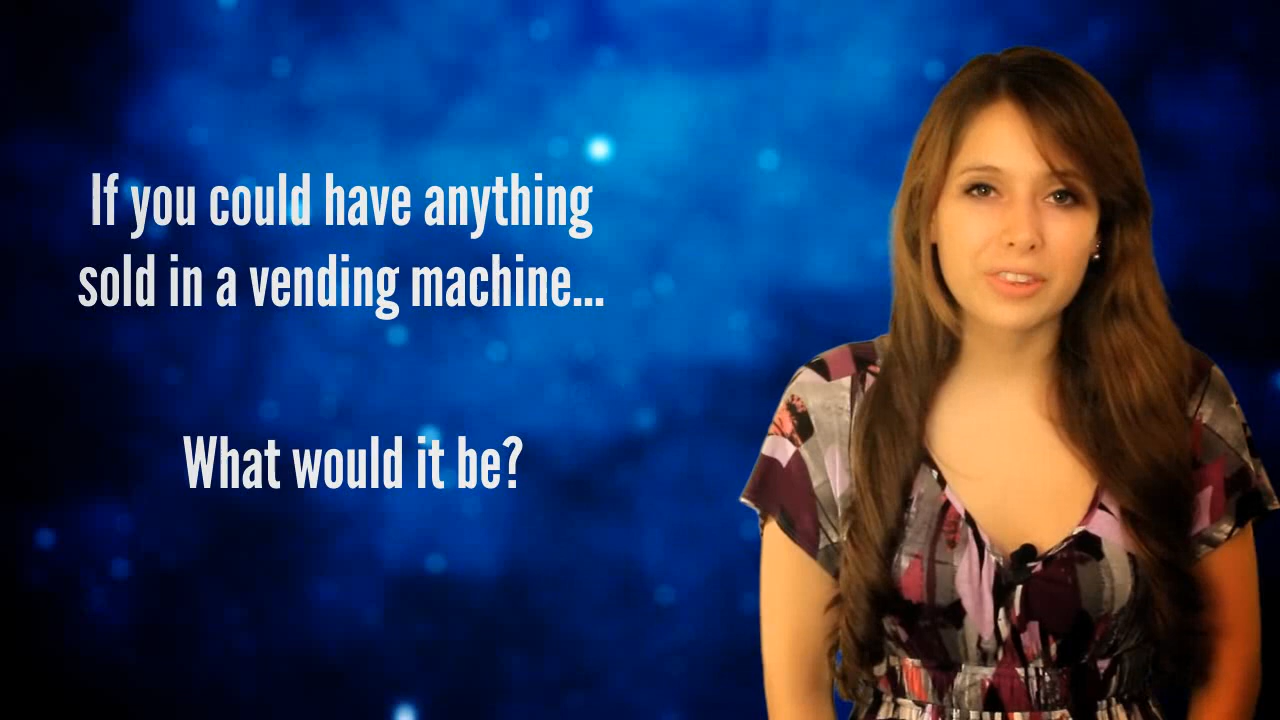 If you could have anything
sold in a vending machine...
What would it be?